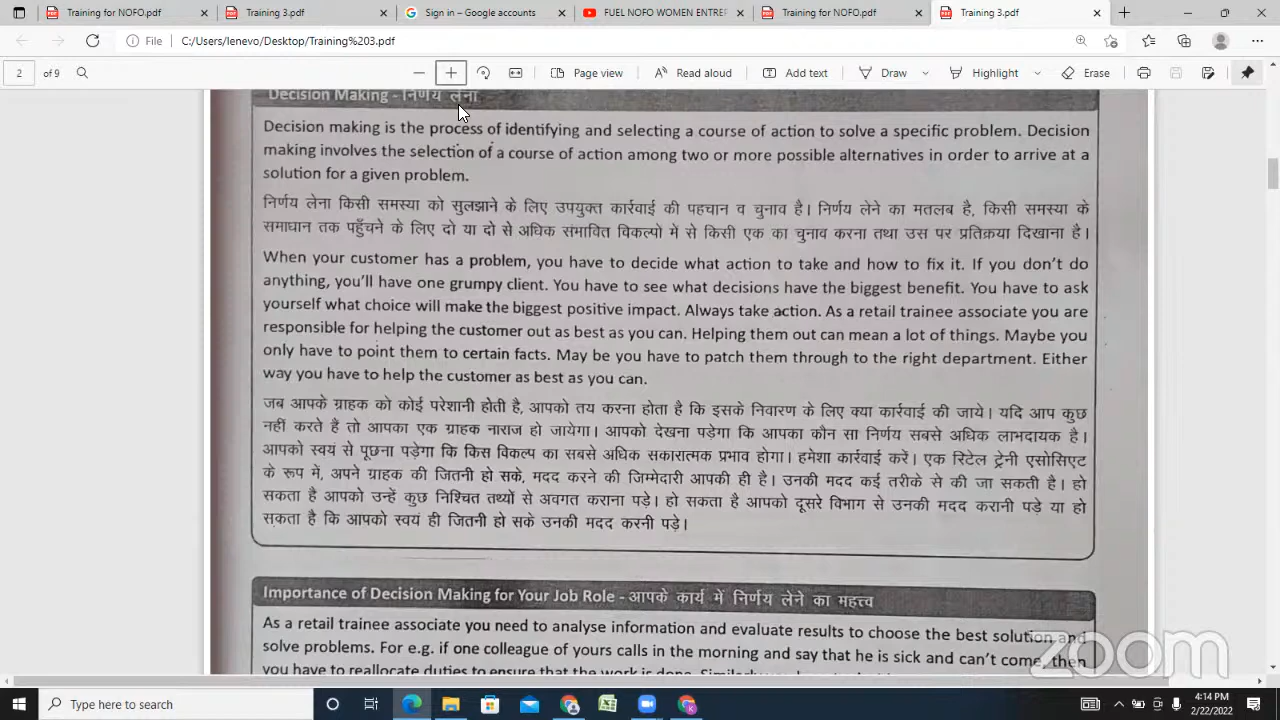 Training for NOFO.pdf
Training 3.pdf
Sign in – Google accounts
FUEL NOFO WOMEN ENTREF
Training for NOFO.pdf
Training 3.pdf
File
C:/Users/lenevo/Desktop/Training%203.pdf
2 of 9
Page view
Read aloud
Add text
Draw
Highlight
Erase
Decision Making - निर्णय लेना
Decision making is the process of identifying and selecting a course of action to solve a specific problem. Decision
making involves the selection of a course of action among two or more possible alternatives in order to arrive at a
solution for a given problem.
निर्णय लेना किसी समस्या को सुलझाने के लिए उपयुक्त कार्रवाई की पहचान व चुनाव है। निर्णय लेने का मतलब है, किसी समस्या के
समाधान तक पहुँचने के लिए दो या दो से अधिक संभावित विकल्पो में से किसी एक का चुनाव करना तथा उस पर प्रतिक्रया दिखाना है।
When your customer has a problem, you have to decide what action to take and how to fix it. If you don't do
anything, you'll have one grumpy client. You have to see what decisions have the biggest benefit. You have to ask
yourself what choice will make the biggest positive impact. Always take action. As a retail trainee associate you are
responsible for helping the customer out as best as you can. Helping them out can mean a lot of things. Maybe you
only have to point them to certain facts. May be you have to patch them through to the right department. Either
way you have to help the customer as best as you can.
जब आपके ग्राहक को कोई परेशानी होती है, आपको तय करना होता है कि इसके निवारण के लिए क्या कार्रवाई की जाये। यदि आप कुछ
नहीं करते हैं तो आपका एक ग्राहक नाराज हो जायेगा। आपको देखना पड़ेगा कि आपका कौन सा निर्णय सबसे अधिक लाभदायक है।
आपको स्वयं से पूछना पड़ेगा कि किस विकल्प का सबसे अधिक सकारात्मक प्रभाव होगा। हमेशा कार्रवाई करें। एक रिटेल ट्रेनी एसोसिएट
के रूप में, अपने ग्राहक की जितनी हो सके, मदद करने की जिम्मेदारी आपकी ही है। उनकी मदद कई तरीके से की जा सकती है। हो
सकता है आपको उन्हें कुछ निश्चित तथ्यों से अवगत कराना पड़े। हो सकता है आपको दूसरे विभाग से उनकी मदद करानी पड़े या हो
सकता है कि आपको स्वयं ही जितनी हो सके उनकी मदद करनी पड़े।
Importance of Decision Making for Your Job Role - आपके कार्य में निर्णय लेने का महत्त्व
As a retail trainee associate you need to analyse information and evaluate results to choose the best solution and
solve problems. For e.g. if one colleague of yours calls in the morning and say that he is sick and can't come, then
you have to reallocate duties to ensure that the work is done. Similarly
zoom
Type here to search
4:14 PM
2/22/2022